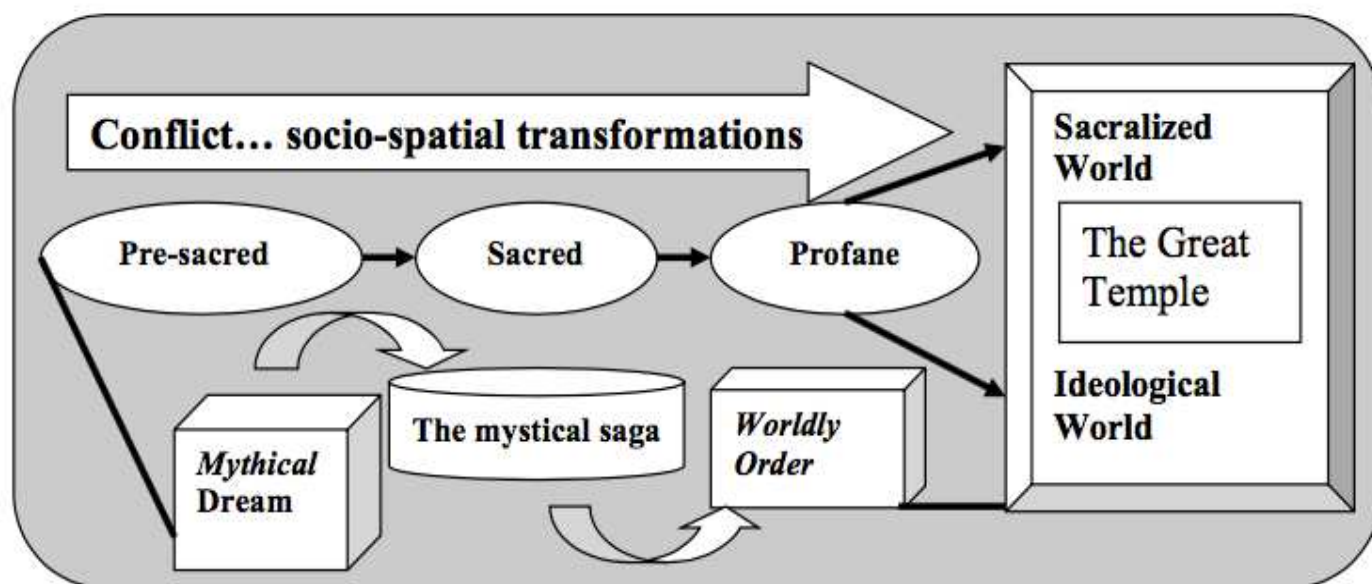 Conflict… socio-spatial transformations
Pre-sacred
Sacred
Profane
Mythical
Dream
The mystical saga
Worldly
Order
Sacralized
World
The Great
Temple
Ideological
World